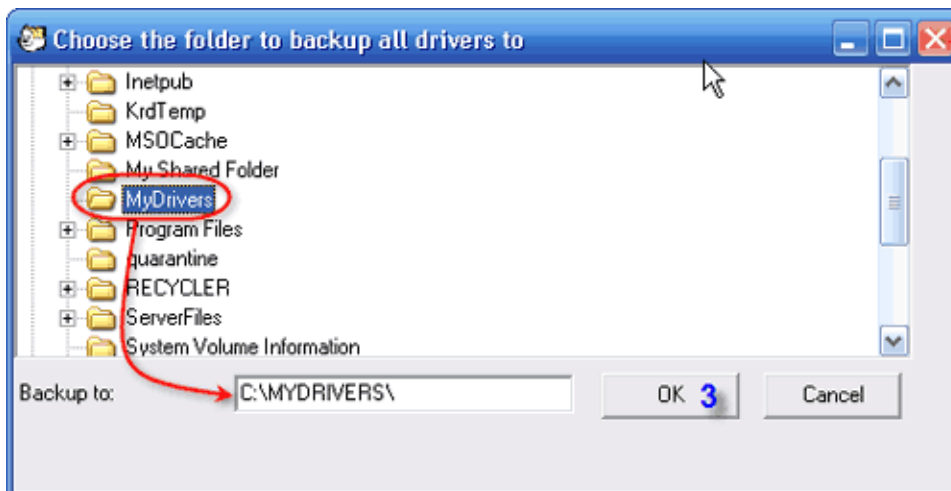 Choose the folder to backup all drivers to
Inetpub
KrdTemp
MSOCache
My Shared Folder
MyDrivers
Program Files
quarantine
RECYCLER
ServerFiles
System Volume Information
Backup to: C:\MYDRIVERS\ OK 3 Cancel